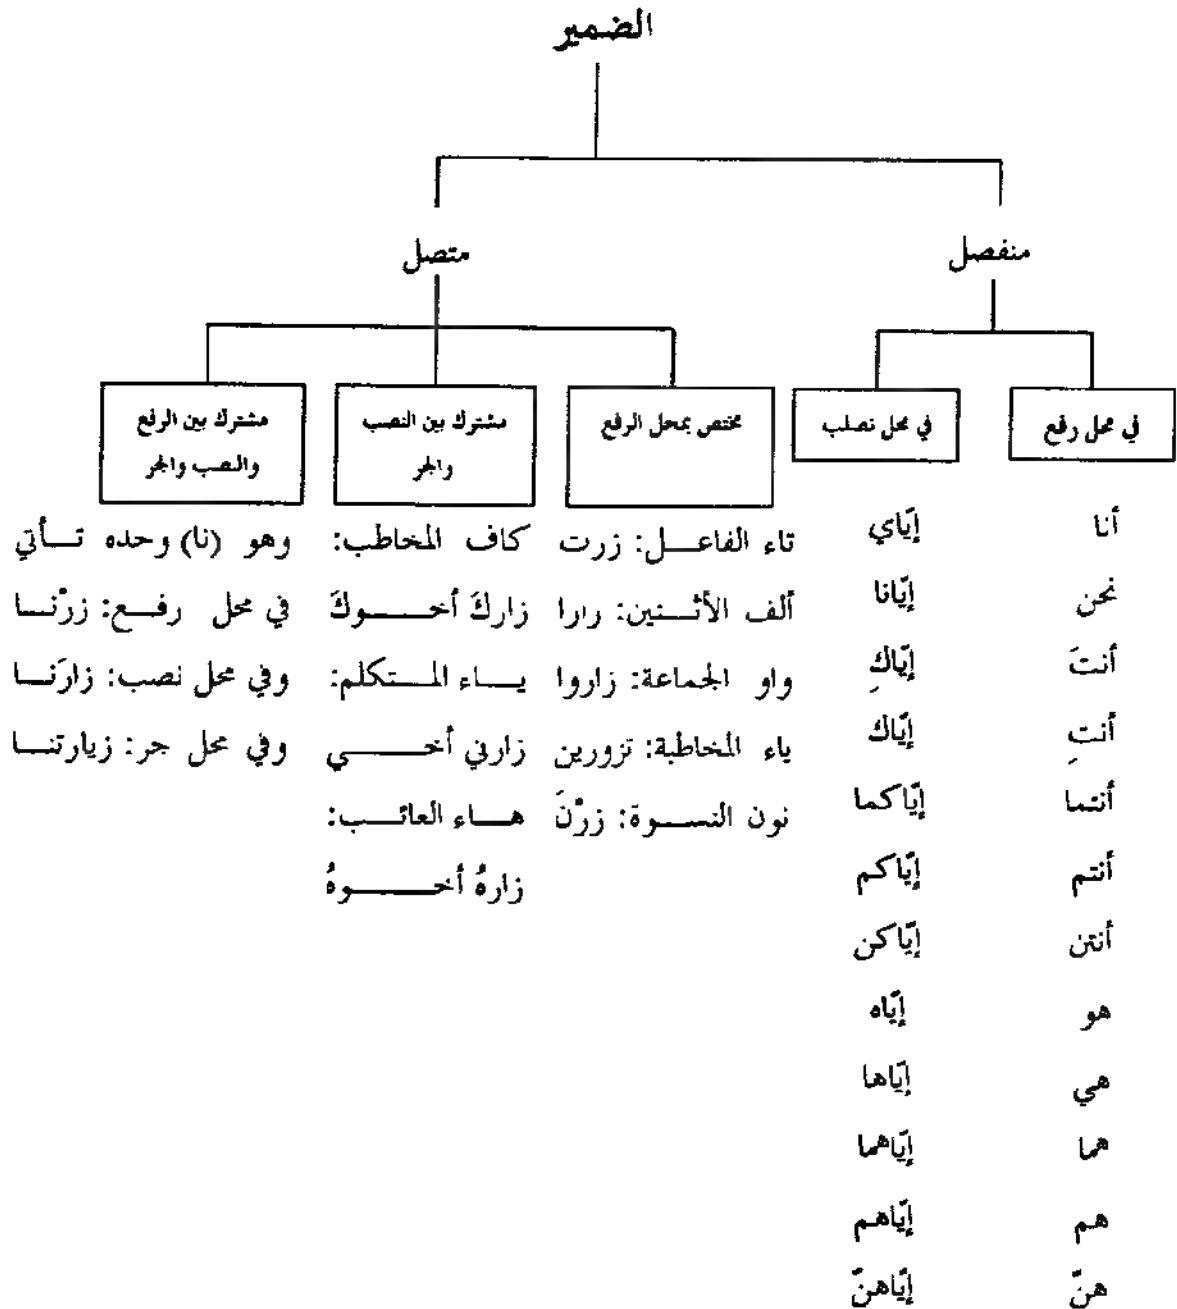 الضمير
منفصل
متصل
في محل رفع
في محل نصلب
مختص بمحل الرفع
مشترك بين النصب
والجر
مشترك بين الرفع
والنصب والجر
أنا
نحن
أنتَ
أنتِ
أنتما
أنتم
أنتن
هو
هي
هما
هم
هنّ
إيّاي
إيّانا
إيّاكِ
إيّاك
إيّاكما
إيّاكم
إيّاكن
إيّاه
إيّاها
إيّاهما
إيّاهم
إيّاهنّ
تاء الفاعل: زرت
ألف الأثنين: رارا
واو الجماعة: زاروا
ياء المخاطبة: تزورين
نون النسوة: زرْنَ
كاف المخاطب:
زاركَ أخوكَ
ياء المتكلم:
زارني أخي
هاء العائب:
زارهُ أخوهُ
وهو (نا) وحده تأتي
في محل رفع: زرْنا
وفي محل نصب: زارَنا
وفي محل جر: زيارتنا